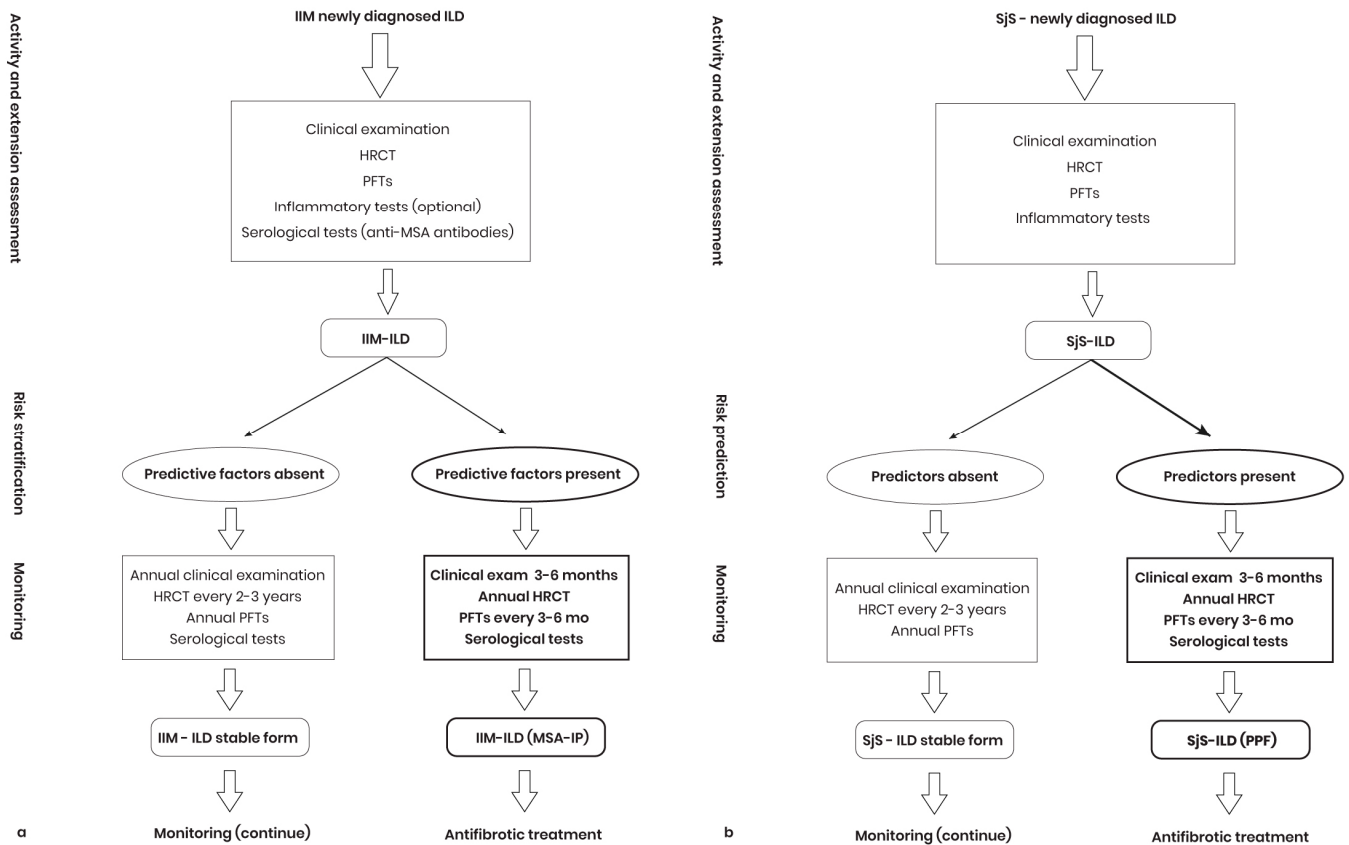 IIM newly diagnosed ILD
Activity and extension assessment
Clinical examination
HRCT
PFTs
Inflammatory tests (optional)
Serological tests (anti-MSA antibodies)
IIM-ILD
Risk stratification
Predictive factors absent
Predictive factors present
Monitoring
Annual clinical examination
HRCT every 2-3 years
Annual PFTs
Serological tests
Clinical exam 3-6 months
Annual HRCT
PFTs every 3-6 mo
Serological tests
IIM - ILD stable form
IIM-ILD (MSA-IP)
Monitoring (continue)
Antifibrotic treatment
a
SjS - newly diagnosed ILD
Activity and extension assessment
Clinical examination
HRCT
PFTs
Inflammatory tests
SjS-ILD
Risk prediction
Predictors absent
Predictors present
Monitoring
Annual clinical examination
HRCT every 2-3 years
Annual PFTs
Clinical exam 3-6 months
Annual HRCT
PFTs every 3-6 mo
Serological tests
SjS - ILD stable form
SjS-ILD (PPF)
Monitoring (continue)
Antifibrotic treatment
b